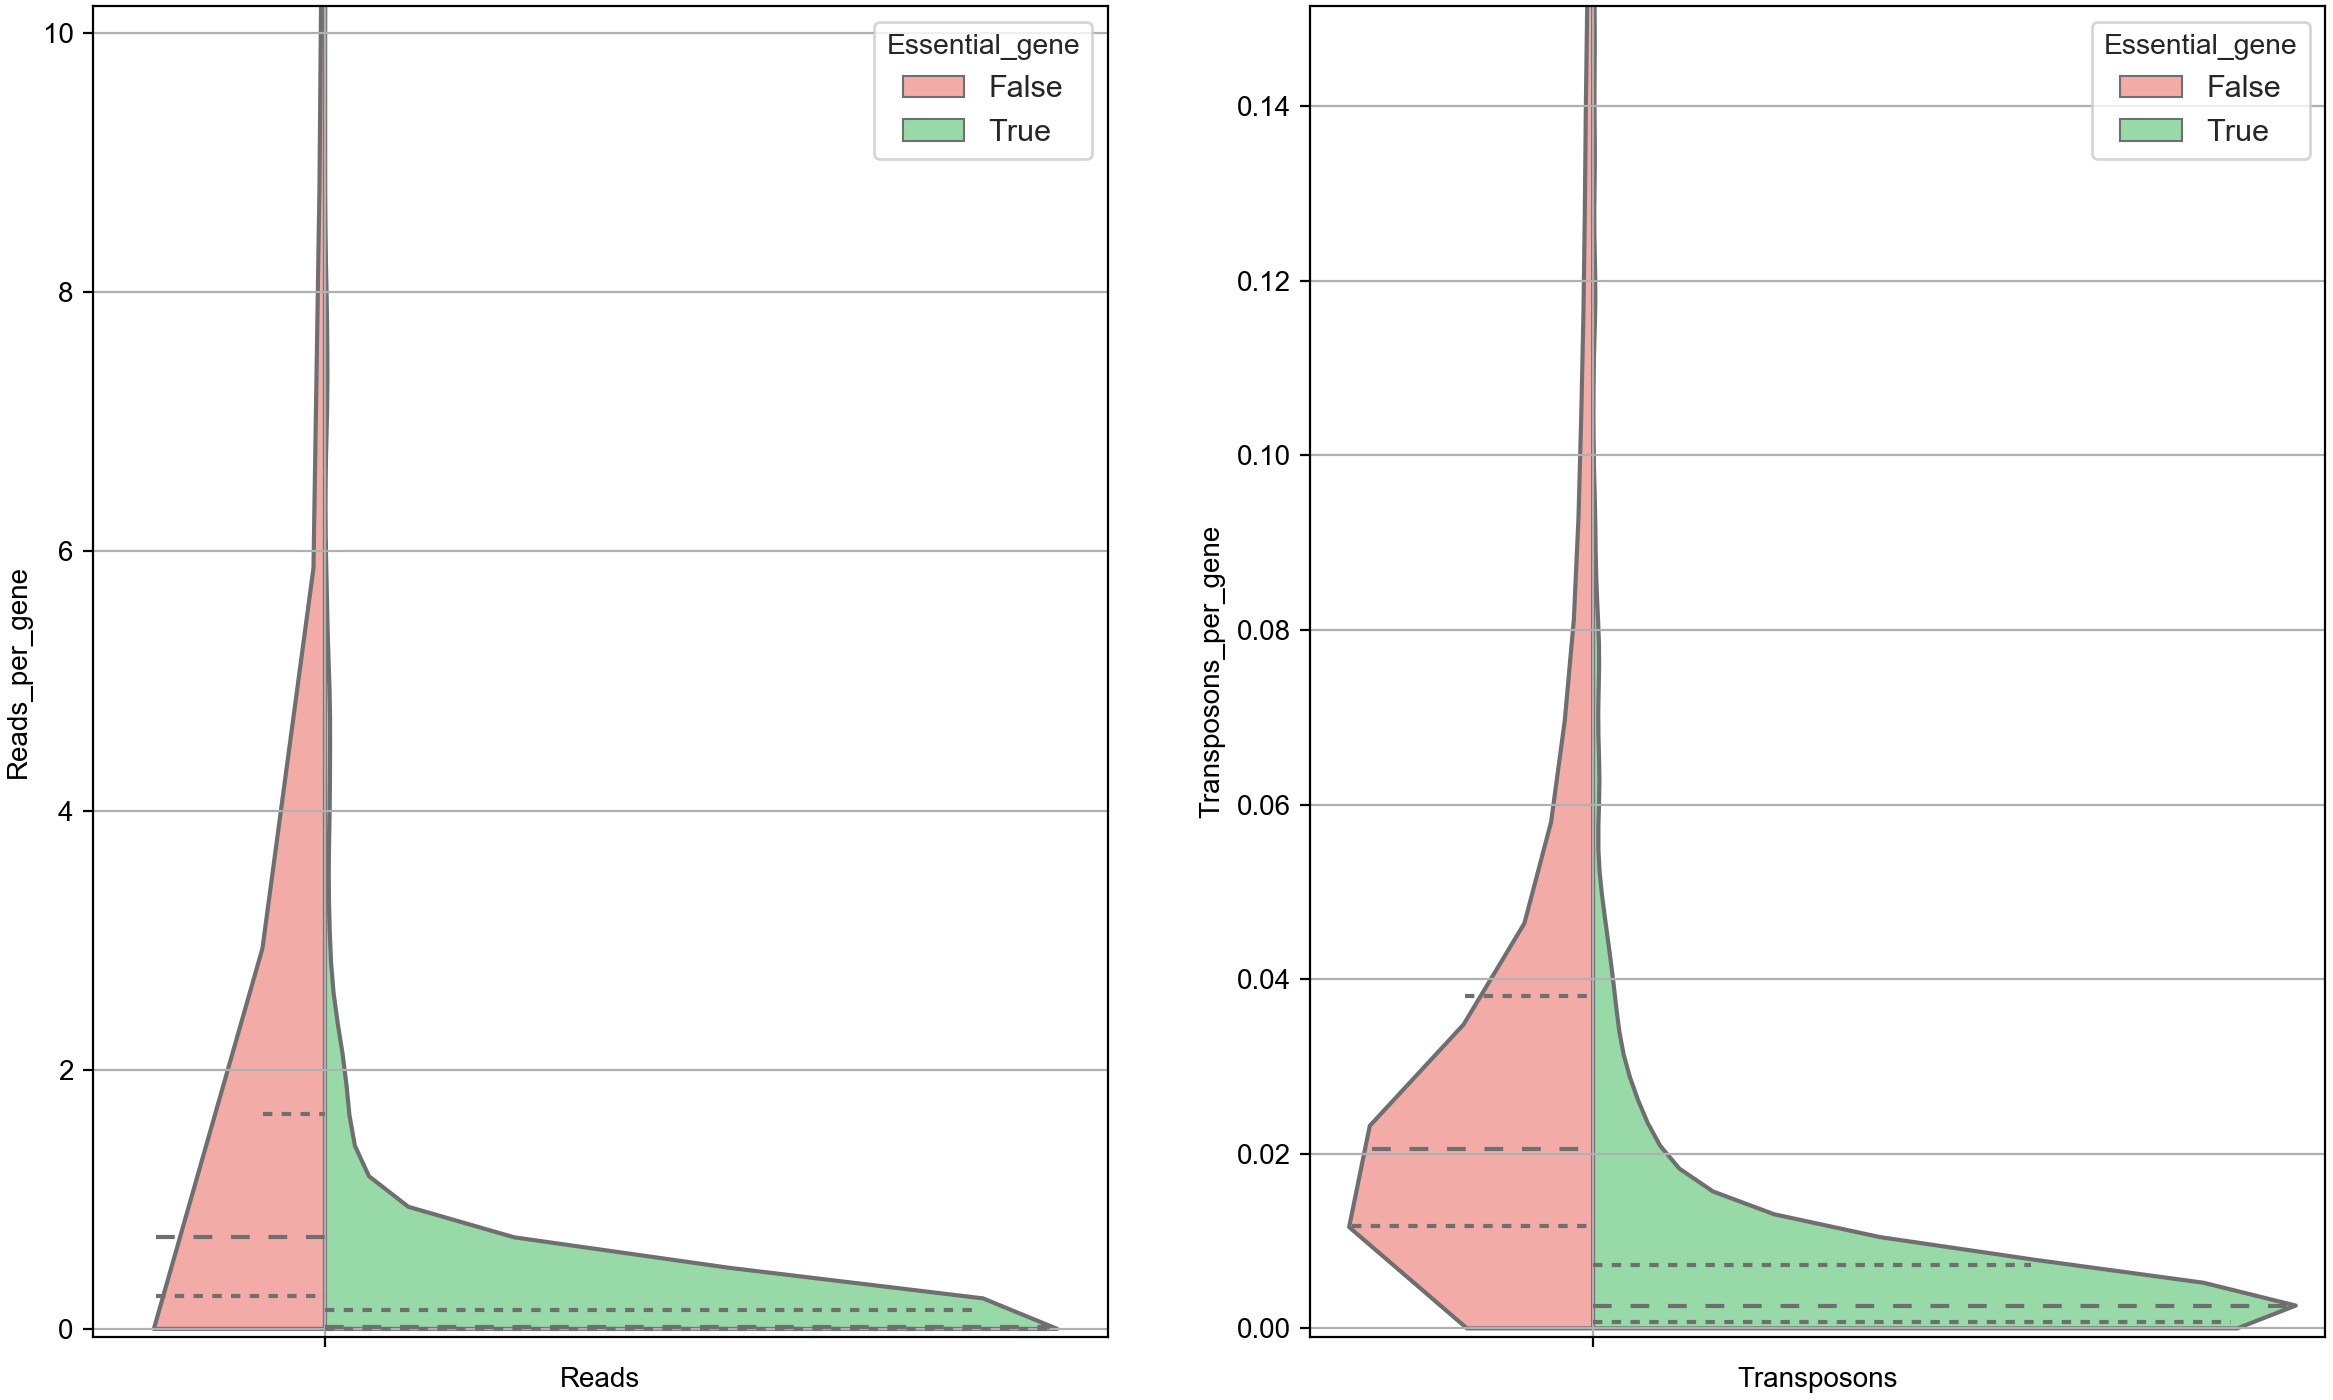 10
8
6
4
2
0
Reads_per_gene
Reads
Essential_gene
False
True
0.14
0.12
0.10
0.08
0.06
0.04
0.02
0.00
Transposons_per_gene
Transposons
Essential_gene
False
True